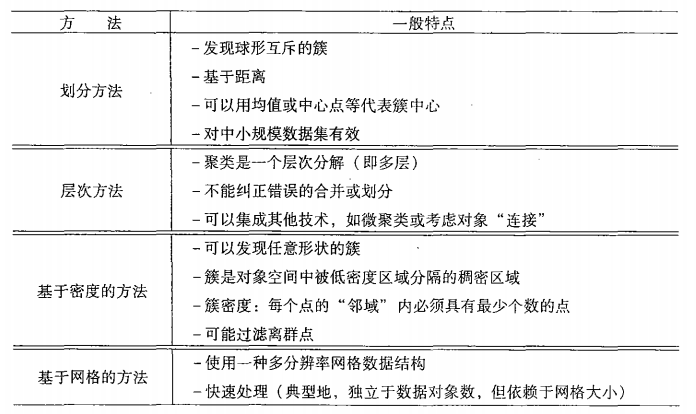 方 法 一般特点
-发现球形互斥的簇
-基于距离
划分方法
-可以用均值或中心点等代表簇中心
-对中小规模数据集有效
-聚类是一个层次分解(即多层)
层次方法 -不能纠正错误的合并或划分
-可以集成其他技术,如微聚类或考虑对象“连接”
-可以发现任意形状的簇
-簇是对象空间中被低密度区域分隔的稠密区域
基于密度的方法
-簇密度:每个点的“邻域”内必须具有最少个数的点
-可能过滤离群点
-使用一种多分辨率网格数据结构
基于网格的方法
-快速处理(典型地,独立于数据对象数,但依赖于网格大小)